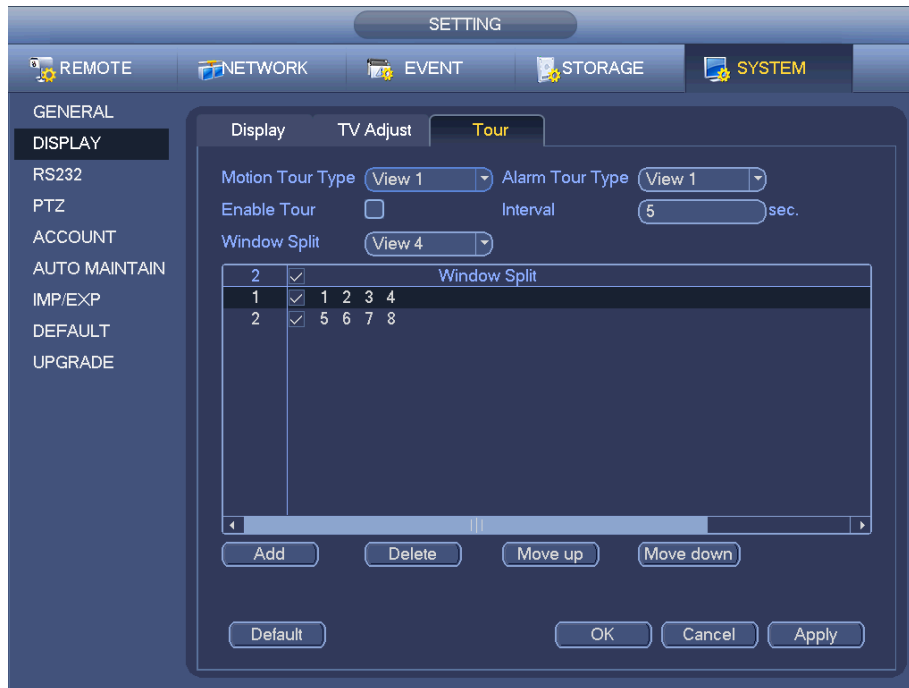 SETTING
REMOTE NETWORK EVENT STORAGE SYSTEM
GENERAL
DISPLAY
RS232
PTZ
ACCOUNT
AUTO MAINTAIN
IMP/EXP
DEFAULT
UPGRADE
Display TV Adjust Tour
Motion Tour Type View 1 Alarm Tour Type View 1
Enable Tour Interval 5 sec.
Window Split View 4
2 Window Split
1 1 2 3 4
2 5 6 7 8
Add Delete Move up Move down
Default OK Cancel Apply